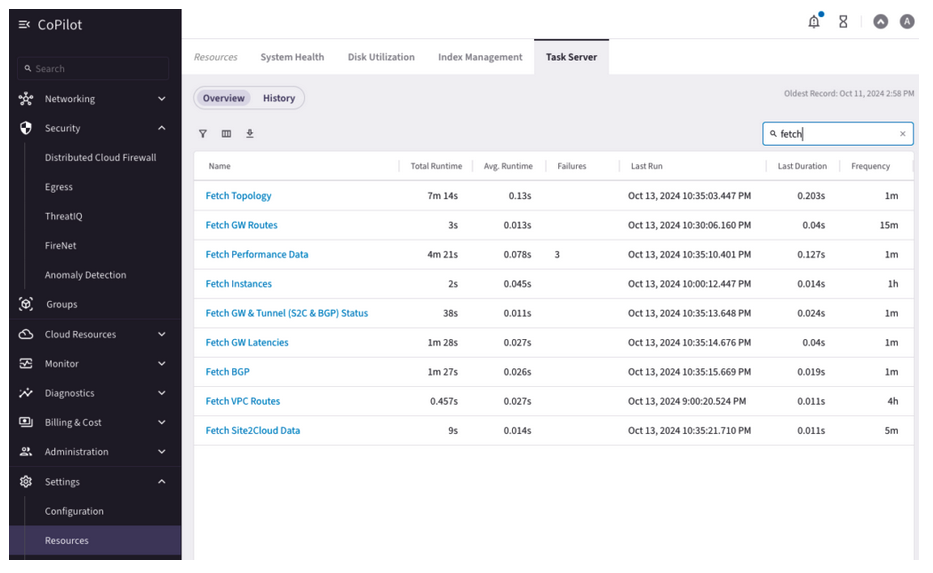 CoPilot
Search
Networking
Security
Distributed Cloud Firewall
Egress
ThreatIQ
FireNet
Anomaly Detection
Groups
Cloud Resources
Monitor
Diagnostics
Billing & Cost
Administration
Settings
Configuration
Resources
A
Resources System Health Disk Utilization Index Management Task Server
Overview History Oldest Record: Oct 11, 2024 2:58 PM
fetch
Name Total Runtime Avg. Runtime Failures Last Run Last Duration Frequency
Fetch Topology 7m 14s 0.13s Oct 13, 2024 10:35:03.447 PM 0.203s 1m
Fetch GW Routes 3s 0.013s Oct 13, 2024 10:30:06.160 PM 0.04s 15m
Fetch Performance Data 4m 21s 0.078s 3 Oct 13, 2024 10:35:10.401 PM 0.127s 1m
Fetch Instances 2s 0.045s Oct 13, 2024 10:00:12.447 PM 0.014s 1h
Fetch GW & Tunnel (S2C & BGP) Status 38s 0.011s Oct 13, 2024 10:35:13.648 PM 0.024s 1m
Fetch GW Latencies 1m 28s 0.027s Oct 13, 2024 10:35:14.676 PM 0.04s 1m
Fetch BGP 1m 27s 0.026s Oct 13, 2024 10:35:15.669 PM 0.019s 1m
Fetch VPC Routes 0.457s 0.027s Oct 13, 2024 9:00:20.524 PM 0.011s 4h
Fetch Site2Cloud Data 9s 0.014s Oct 13, 2024 10:35:21.710 PM 0.011s 5m